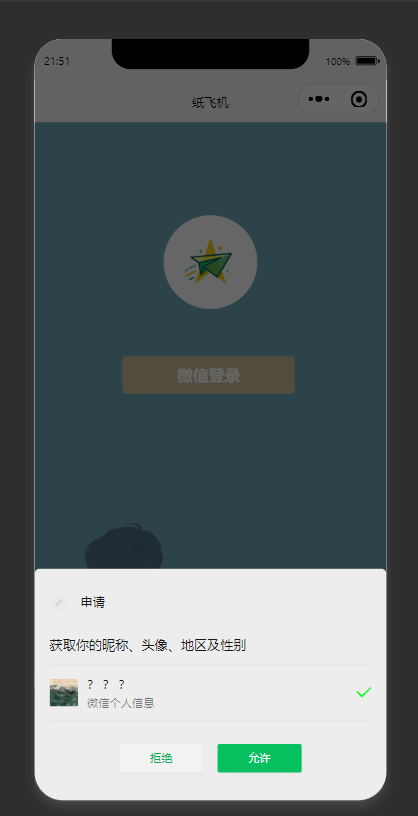 21:51
100%
纸飞机
微信登录
申请
获取你的昵称、头像、地区及性别
？ ？ ？
微信个人信息
拒绝
允许